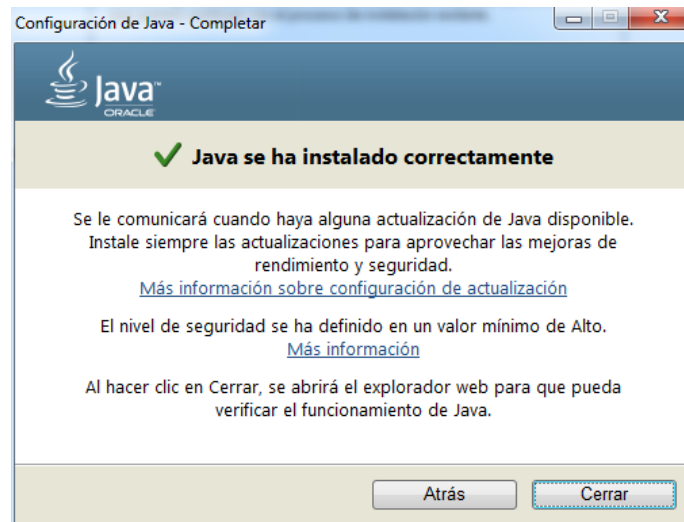 Configuración de Java - Completar
Java™
ORACLE
Java se ha instalado correctamente
Se le comunicará cuando haya alguna actualización de Java disponible.
Instale siempre las actualizaciones para aprovechar las mejoras de
rendimiento y seguridad.
Más información sobre configuración de actualización
El nivel de seguridad se ha definido en un valor mínimo de Alto.
Más información
Al hacer clic en Cerrar, se abrirá el explorador web para que pueda
verificar el funcionamiento de Java.
Atrás
Cerrar